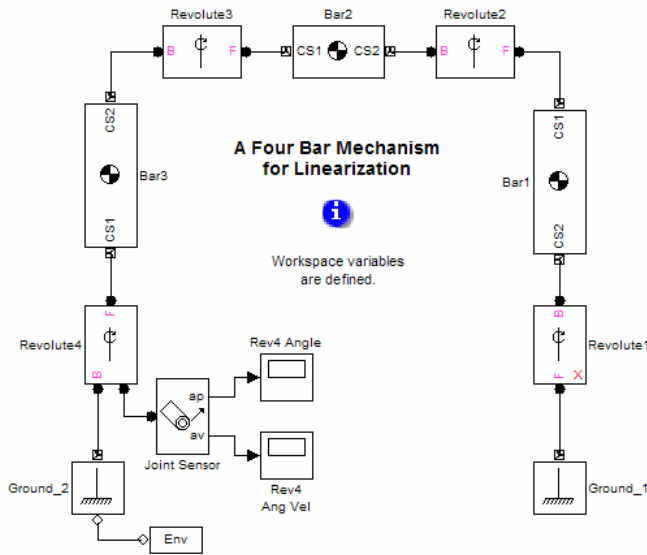 Revolute3
Bar2
Revolute2
B
F
CS1
CS2
B
F
CS2
CS1
Bar3
A Four Bar Mechanism
for Linearization
i
Workspace variables
are defined.
CS1
CS2
Bar1
F
B
Revolute4
B
F
X
Revolute1
Rev4 Angle
ap
av
Joint Sensor
Rev4
Ang Vel
Ground_2
Ground_1
Env